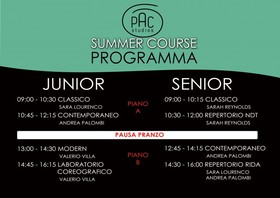 PAC
studios
SUMMER COURSE
PROGRAMMA
JUNIOR
09:00 - 10:30 CLASSICO
SARA LOURENCO
10:45 - 12:15 CONTEMPORANEO
ANDREA PALOMBI
PIANO
A
SENIOR
09:00 - 10:15 CLASSICO
SARAH REYNOLDS
10:30 - 12:00 REPERTORIO NDT
SARAH REYNOLDS
PAUSA PRANZO
13:00 - 14:30 MODERN
VALERIO VILLA
14:45 - 16:15 LABORATORIO
COREOGRAFICO
VALERIO VILLA
PIANO
B
12:45 - 14:15 CONTEMPORANEO
ANDREA PALOMBI
14:30 - 16:00 REPERTORIO RIDA
SARA LOURENCO
ANDREA PALOMBI